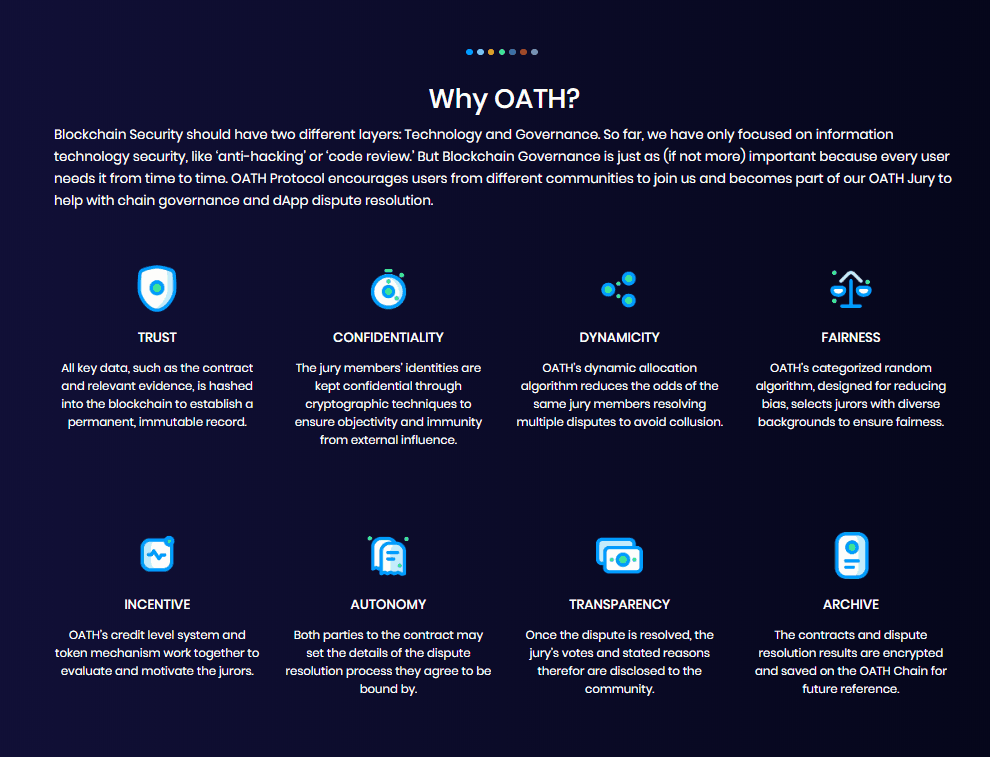 Why OATH?
Blockchain Security should have two different layers: Technology and Governance. So far, we have only focused on information
technology security, like ‘anti-hacking’ or ‘code review.’ But Blockchain Governance is just as (if not more) important because every user
needs it from time to time. OATH Protocol encourages users from different communities to join us and becomes part of our OATH Jury to
help with chain governance and dApp dispute resolution.
TRUST
All key data, such as the contract
and relevant evidence, is hashed
into the blockchain to establish a
permanent, immutable record.
CONFIDENTIALITY
The jury members’ identities are
kept confidential through
cryptographic techniques to
ensure objectivity and immunity
from external influence.
DYNAMICITY
OATH’s dynamic allocation
algorithm reduces the odds of the
same jury members resolving
multiple disputes to avoid collusion.
FAIRNESS
OATH’s categorized random
algorithm, designed for reducing
bias, selects jurors with diverse
backgrounds to ensure fairness.
INCENTIVE
OATH’s credit level system and
token mechanism work together to
evaluate and motivate the jurors.
AUTONOMY
Both parties to the contract may
set the details of the dispute
resolution process they agree to be
bound by.
TRANSPARENCY
Once the dispute is resolved, the
jury’s votes and stated reasons
therefor are disclosed to the
community.
ARCHIVE
The contracts and dispute
resolution results are encrypted
and saved on the OATH Chain for
future reference.